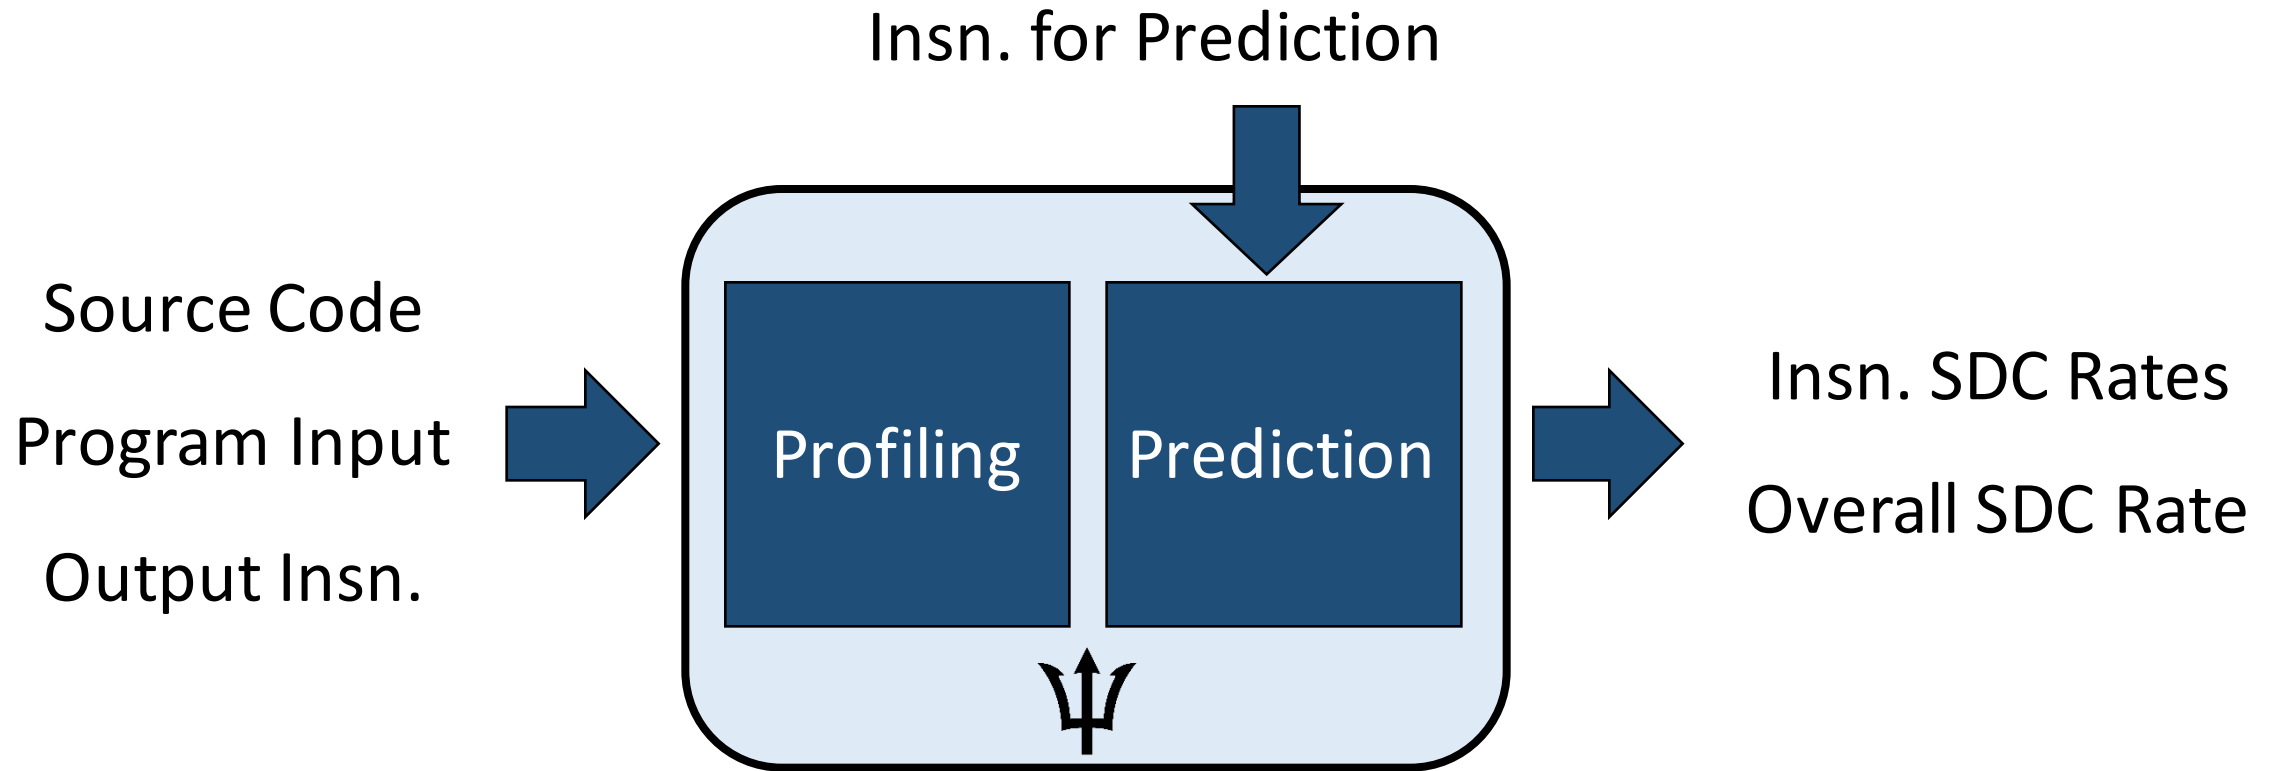 Insn. for Prediction
Source Code
Program Input
Output Insn.
Profiling
Prediction
Insn. SDC Rates
Overall SDC Rate